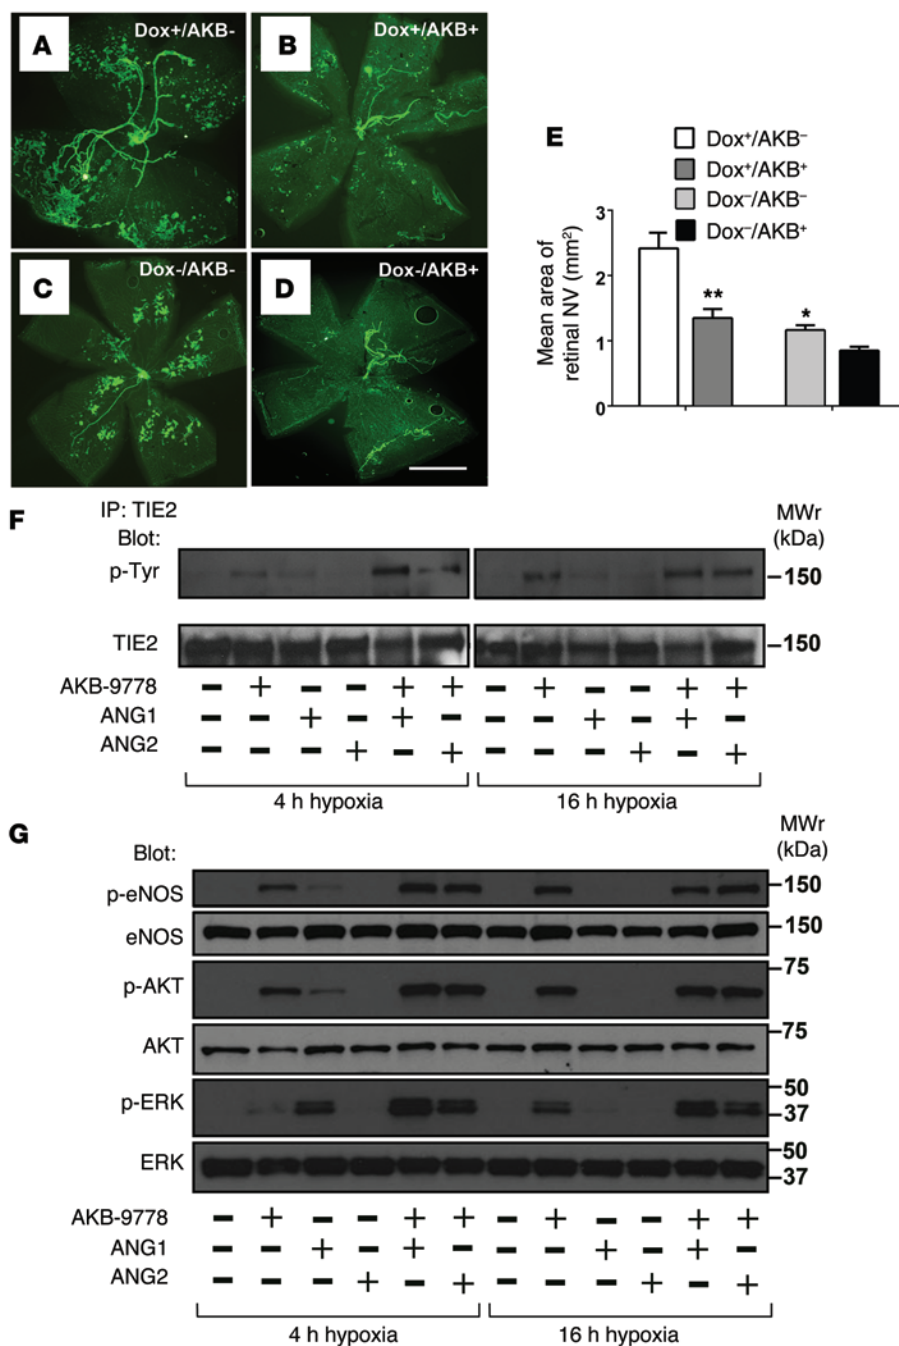 A
Dox+/AKB-
B
Dox+/AKB+
C
Dox-/AKB-
D
Dox-/AKB+
E
Dox⁺/AKB⁻
Dox⁺/AKB⁺
Dox⁻/AKB⁻
Dox⁻/AKB⁺
Mean area of
retinal NV (mm²)
3
2
1
0
**
*
F
IP: TIE2
Blot:
MWr
(kDa)
p-Tyr
–150
TIE2
–150
AKB-9778 – + – – + + – + – – + +
ANG1 – – + – + – – – + – + –
ANG2 – – – + – + – – – + – +
4 h hypoxia 16 h hypoxia
G
Blot:
MWr
(kDa)
p-eNOS –150
eNOS –150
p-AKT –75
AKT –75
p-ERK –50
–37
ERK –50
–37
AKB-9778 – + – – + + – + – – + +
ANG1 – – + – + – – – + – + –
ANG2 – – – + – + – – – + – +
4 h hypoxia 16 h hypoxia